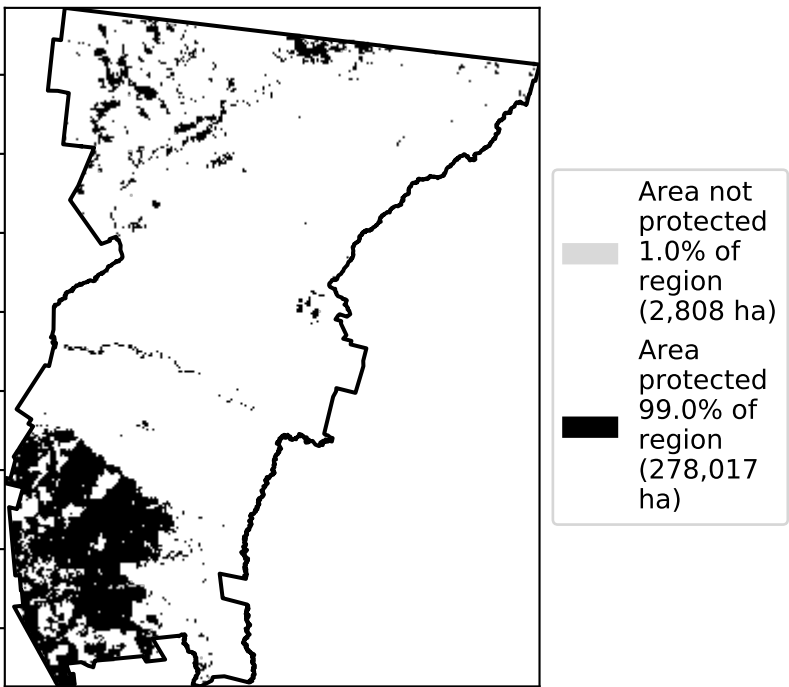 Area not
protected
1.0% of
region
(2,808 ha)
Area
protected
99.0% of
region
(278,017
ha)